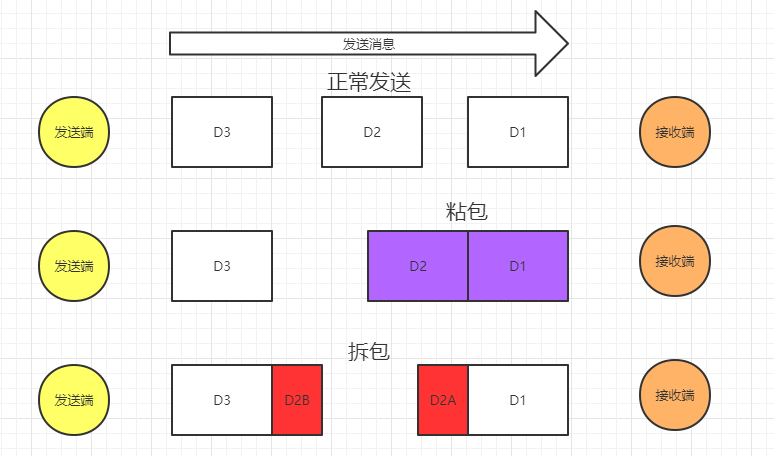 发送消息
正常发送
发送端
D3
D2
D1
接收端
粘包
发送端
D3
D2
D1
接收端
拆包
发送端
D3
D2B
D2A
D1
接收端